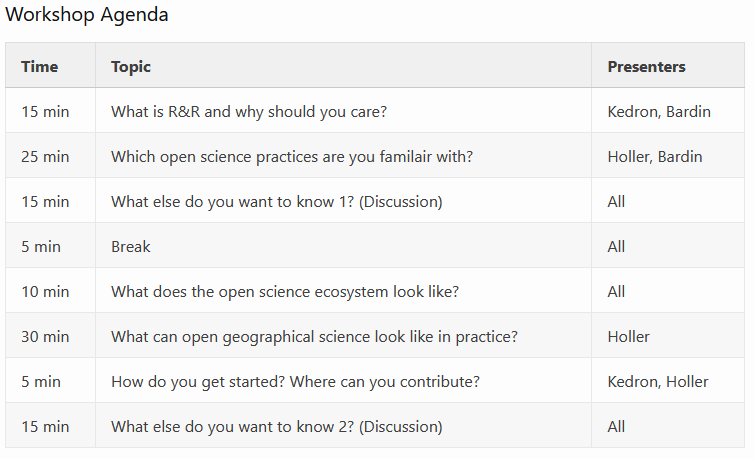 Workshop Agenda
Time Topic Presenters
15 min What is R&R and why should you care? Kedron, Bardin
25 min Which open science practices are you familair with? Holler, Bardin
15 min What else do you want to know 1? (Discussion) All
5 min Break All
10 min What does the open science ecosystem look like? All
30 min What can open geographical science look like in practice? Holler
5 min How do you get started? Where can you contribute? Kedron, Holler
15 min What else do you want to know 2? (Discussion) All